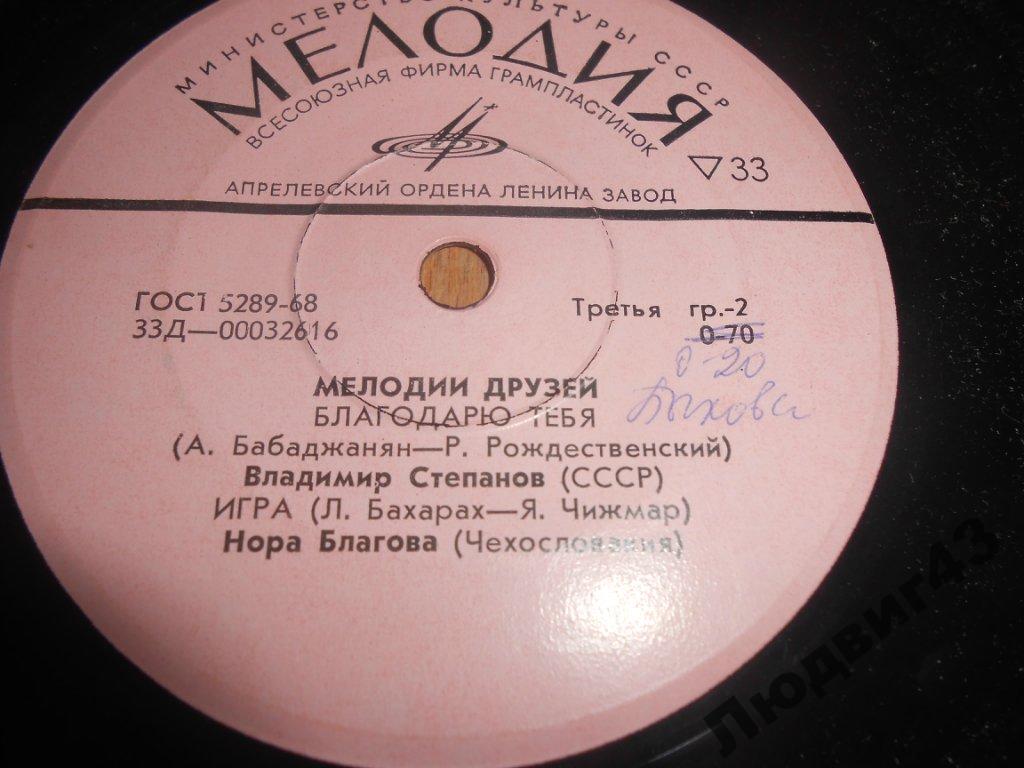 МИНИСТЕРСТВО КУЛЬТУРЫ СССР
МЕЛОДИЯ
ВСЕСОЮЗНАЯ ФИРМА ГРАМПЛАСТИНОК
33
АПРЕЛЕВСКИЙ ОРДЕНА ЛЕНИНА ЗАВОД
ГОСТ 5289-68
Третья гр.-2
33Д—00032616
0-70
0-20
МЕЛОДИИ ДРУЗЕЙ
БЛАГОДАРЮ ТЕБЯ
(А. Бабаджанян—Р. Рождественский)
Владимир Степанов (СССР)
ИГРА (Л. Бахарах—Я. Чижмар)
Нора Благова (Чехословакия)
Людвиг43